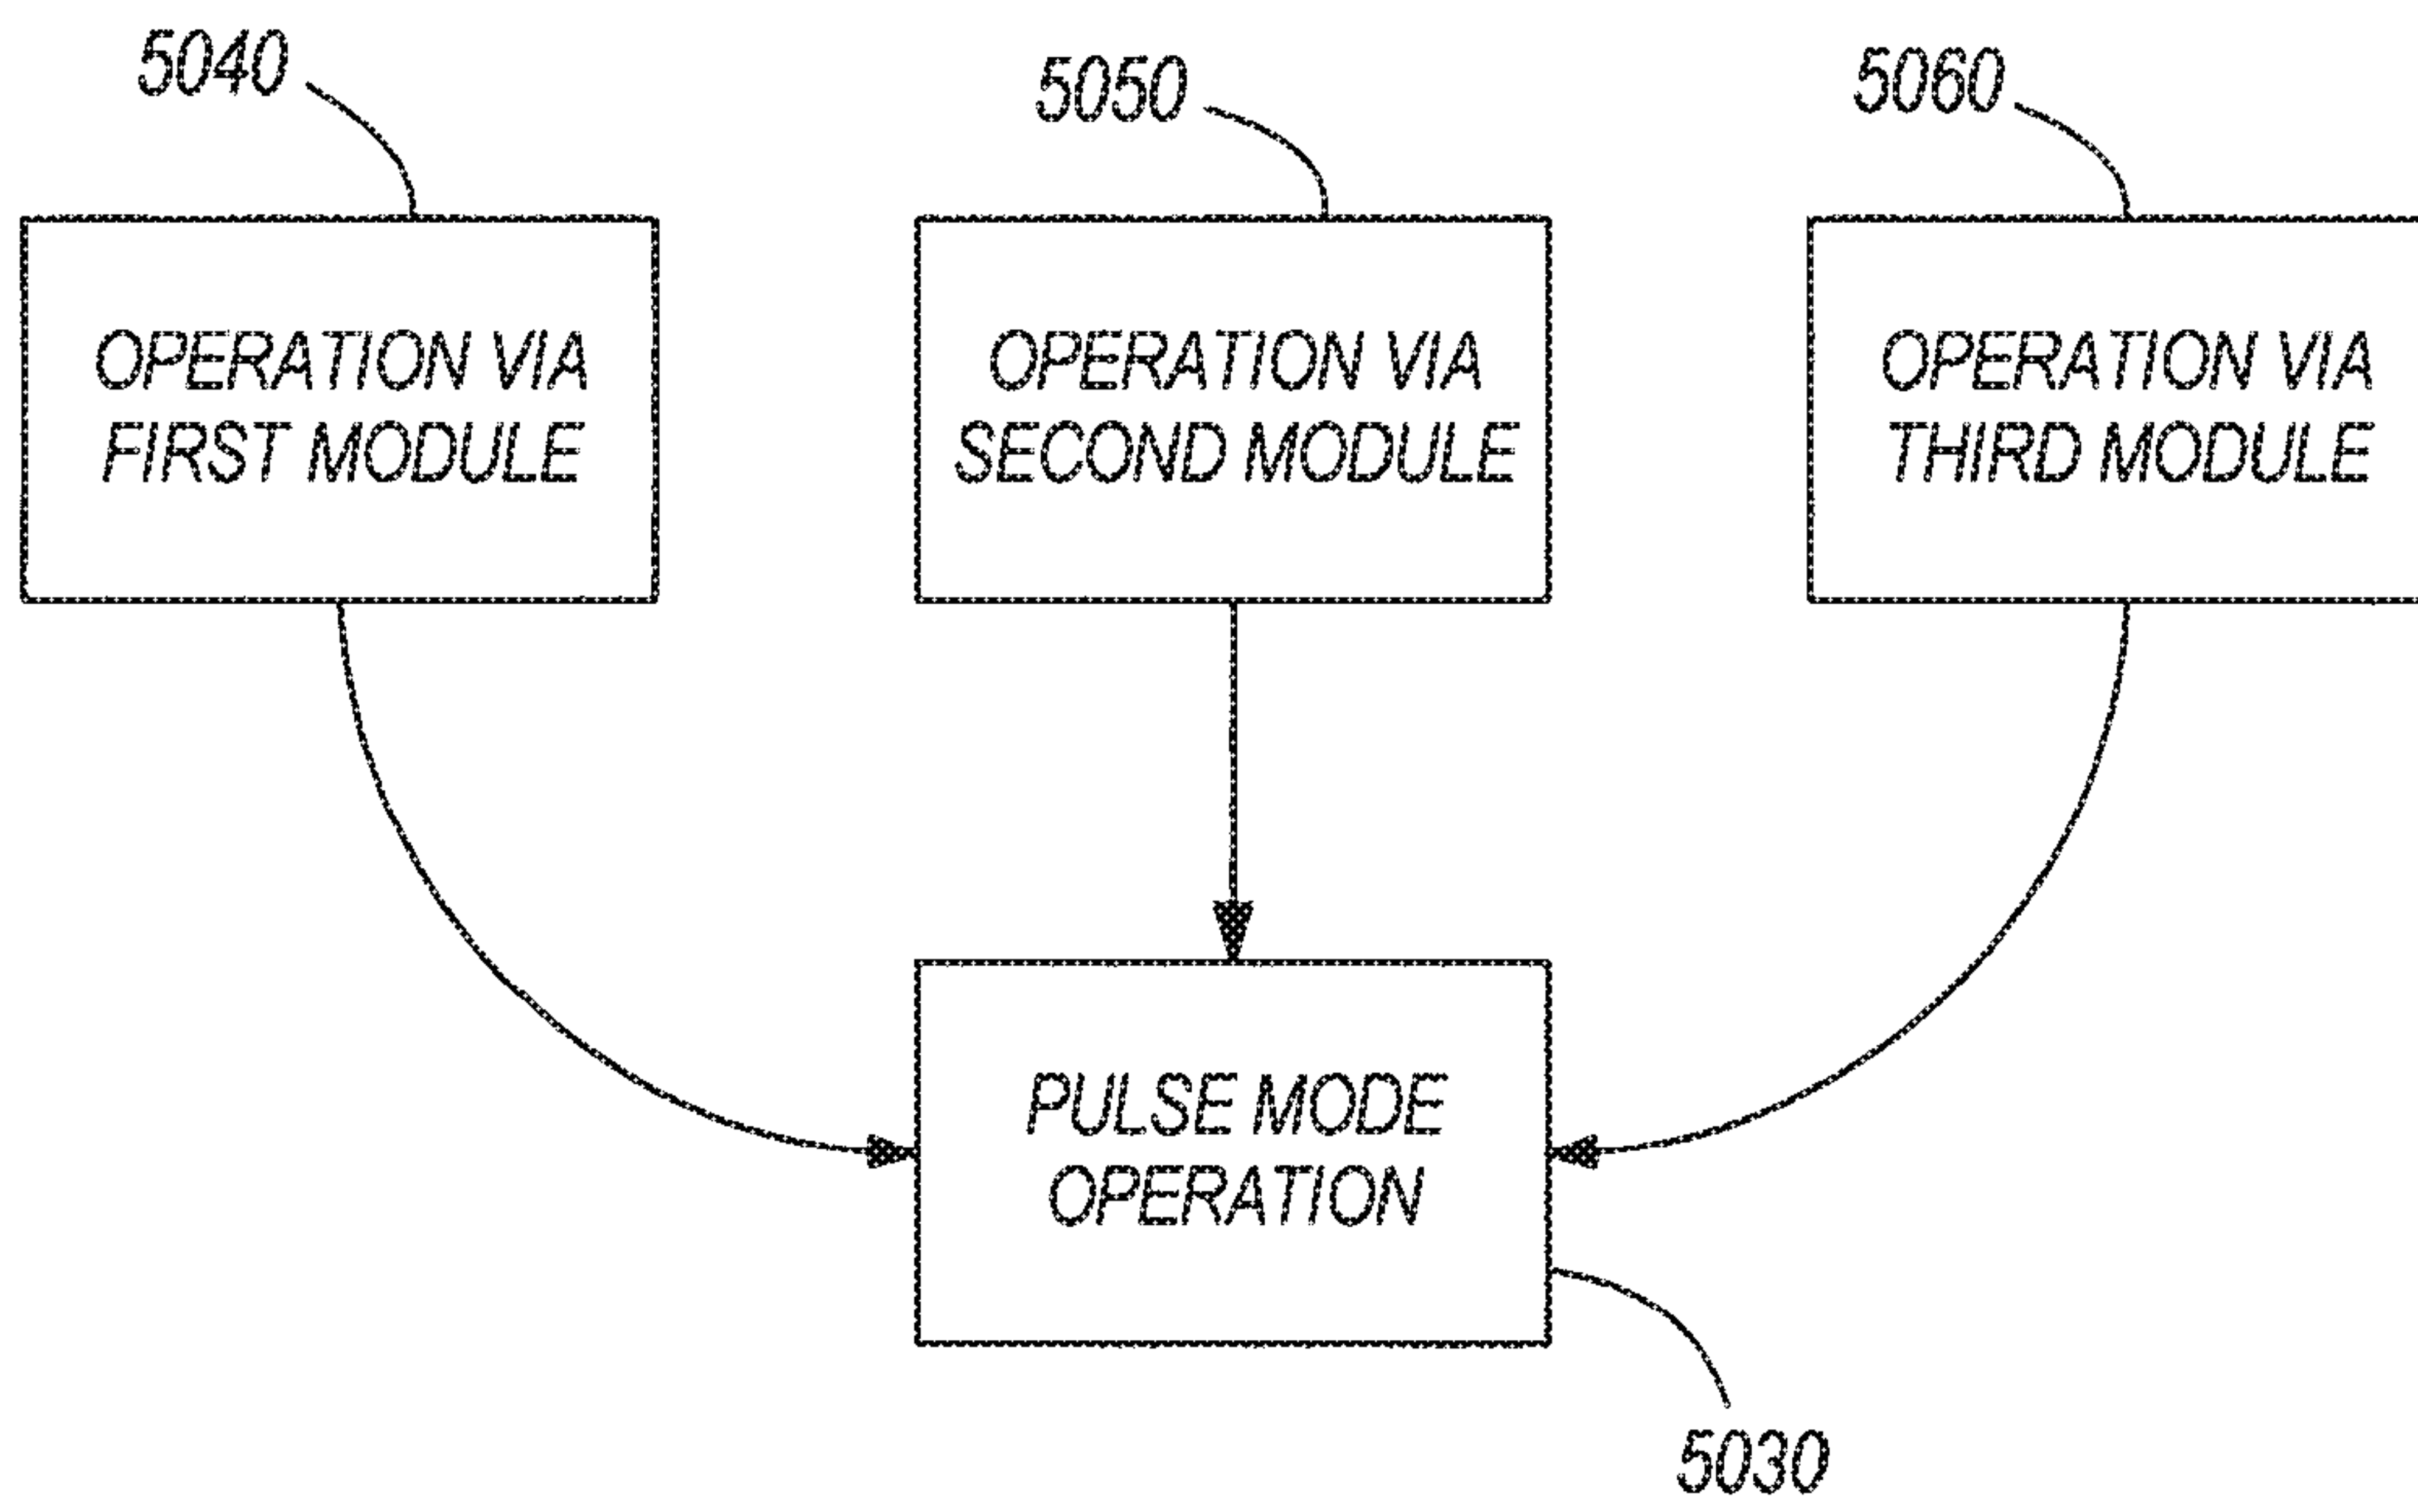 5040
5050
5060
OPERATION VIA
FIRST MODULE
OPERATION VIA
SECOND MODULE
OPERATION VIA
THIRD MODULE
PULSE MODE
OPERATION
5030